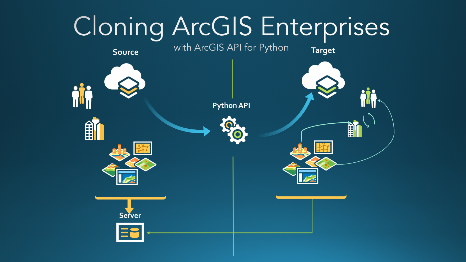 Cloning ArcGIS Enterprises
with ArcGIS API for Python
Source
Target
Python API
Server